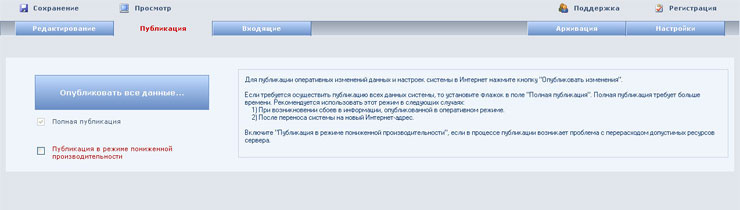 Сохранение Просмотр Поддержка Регистрация
Редактирование Публикация Входящие Архивация Настройки
Опубликовать все данные...
Полная публикация
Публикация в режиме пониженной
производительности
Для публикации оперативных изменений данных и настроек системы в Интернет нажмите кнопку "Опубликовать изменения".
Если требуется осуществить публикацию всех данных системы, то установите флажок в поле "Полная публикация". Полная публикация требует больше
времени. Рекомендуется использовать этот режим в следующих случаях:
1) При возникновении сбоев в информации, опубликованной в оперативном режиме.
2) После переноса системы на новый Интернет-адрес.
Включите "Публикация в режиме пониженной производительности", если в процессе публикации возникает проблема с перерасходом допустимых ресурсов
сервера.